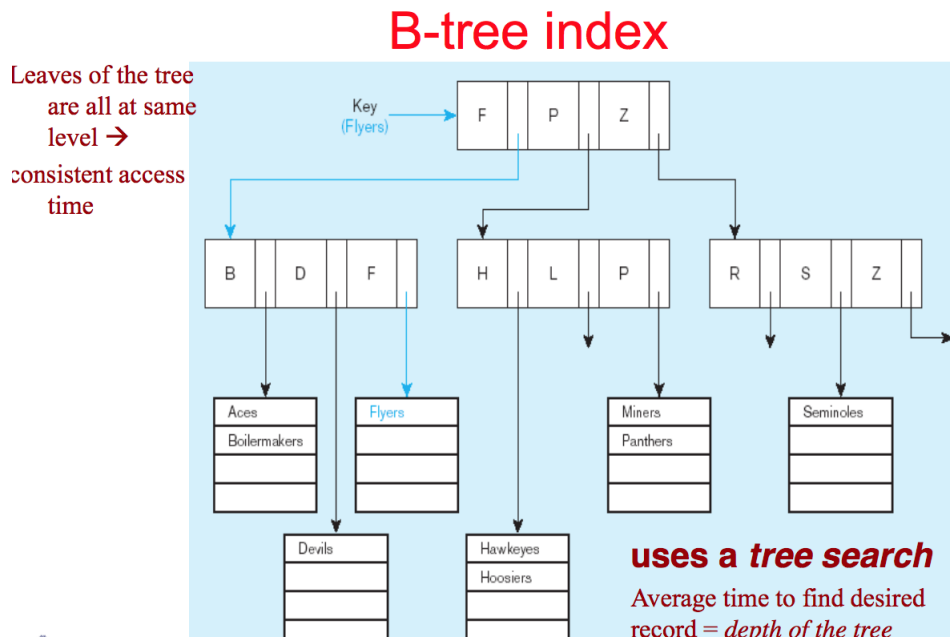 B-tree index
Leaves of the tree
are all at same
level →
consistent access
time
Key
(Flyers)
F P Z
B D F
H L P
R S Z
Aces
Boilermakers
Flyers
Miners
Panthers
Seminoles
Devils
Hawkeyes
Hoosiers
uses a tree search
Average time to find desired
record = depth of the tree